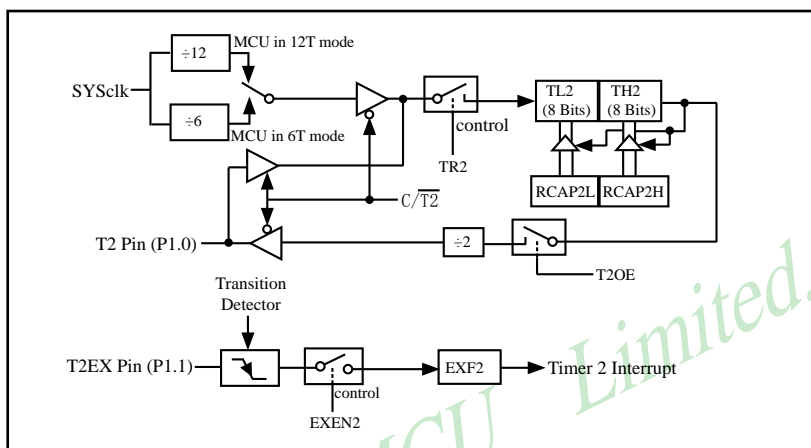 ÷12
MCU in 12T mode
SYSclk
÷6
MCU in 6T mode
control
TR2
TL2
(8 Bits)
TH2
(8 Bits)
RCAP2L
RCAP2H
C/T2
T2 Pin (P1.0)
÷2
T2OE
Transition
Detector
T2EX Pin (P1.1)
control
EXEN2
EXF2
Timer 2 Interrupt
MCU Limited.